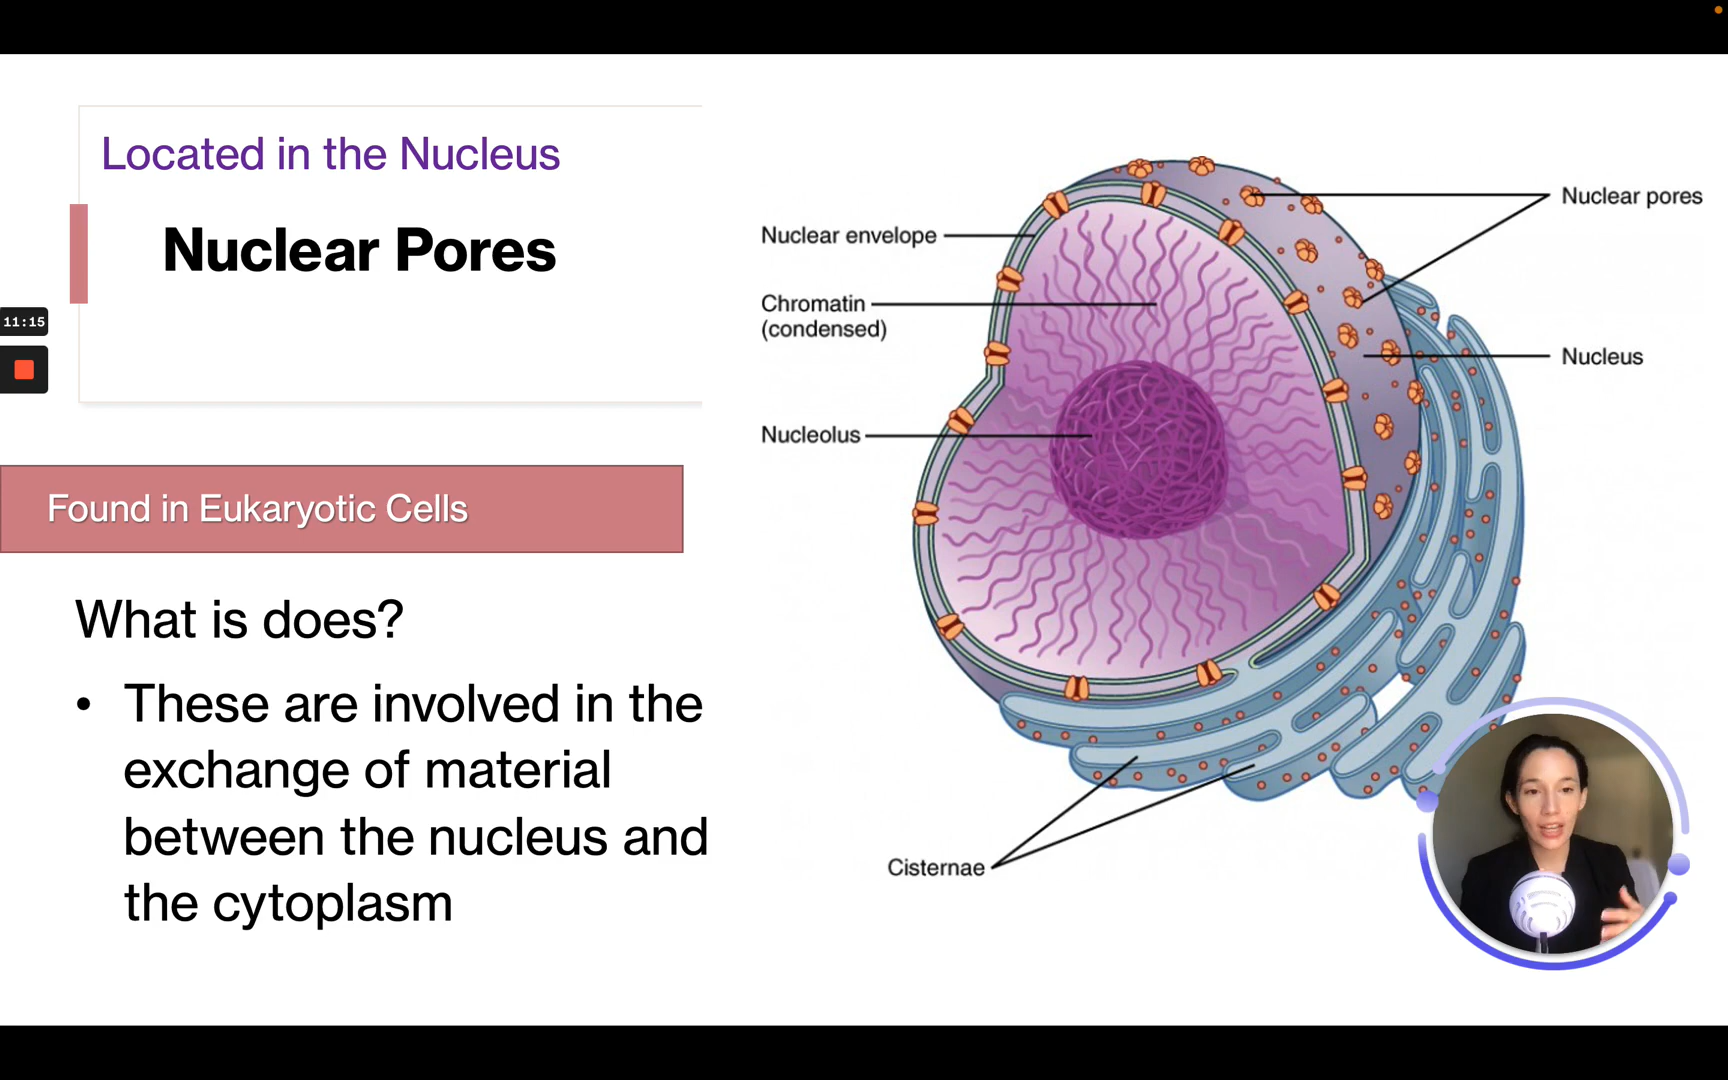 Located in the Nucleus
Nuclear Pores
11:15
Found in Eukaryotic Cells
What is does?
• These are involved in the
exchange of material
between the nucleus and
the cytoplasm
Nuclear envelope
Chromatin
(condensed)
Nucleolus
Nuclear pores
Nucleus
Cisternae